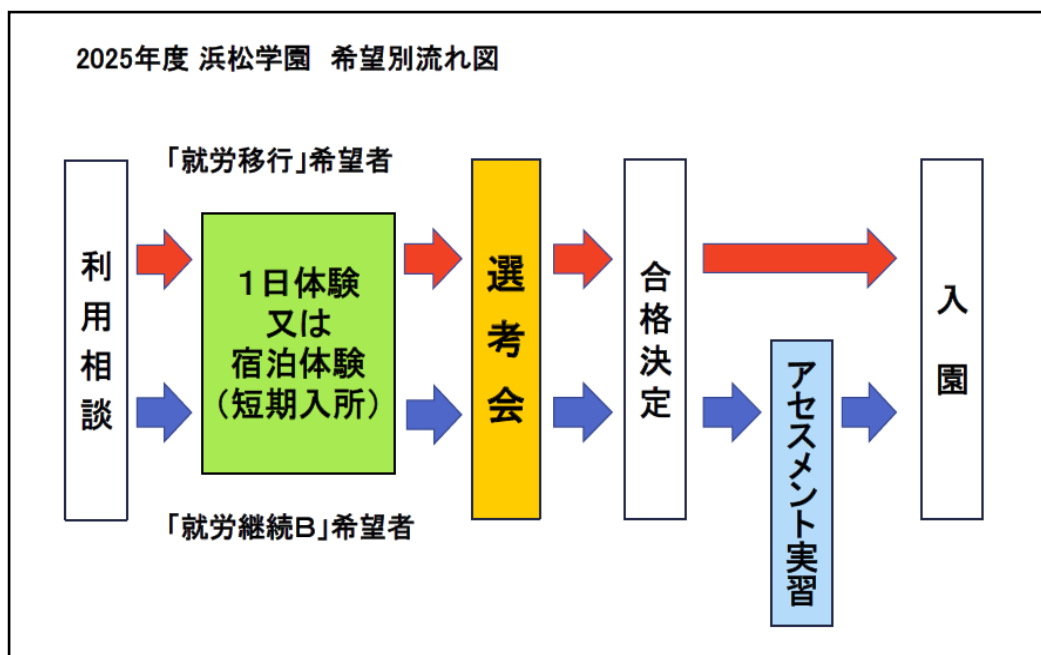 2025年度 浜松学園　希望別流れ図
「就労移行」希望者
利用相談
１日体験
又は
宿泊体験
（短期入所）
選考会
合格決定
アセスメント実習
入園
「就労継続Ｂ」希望者